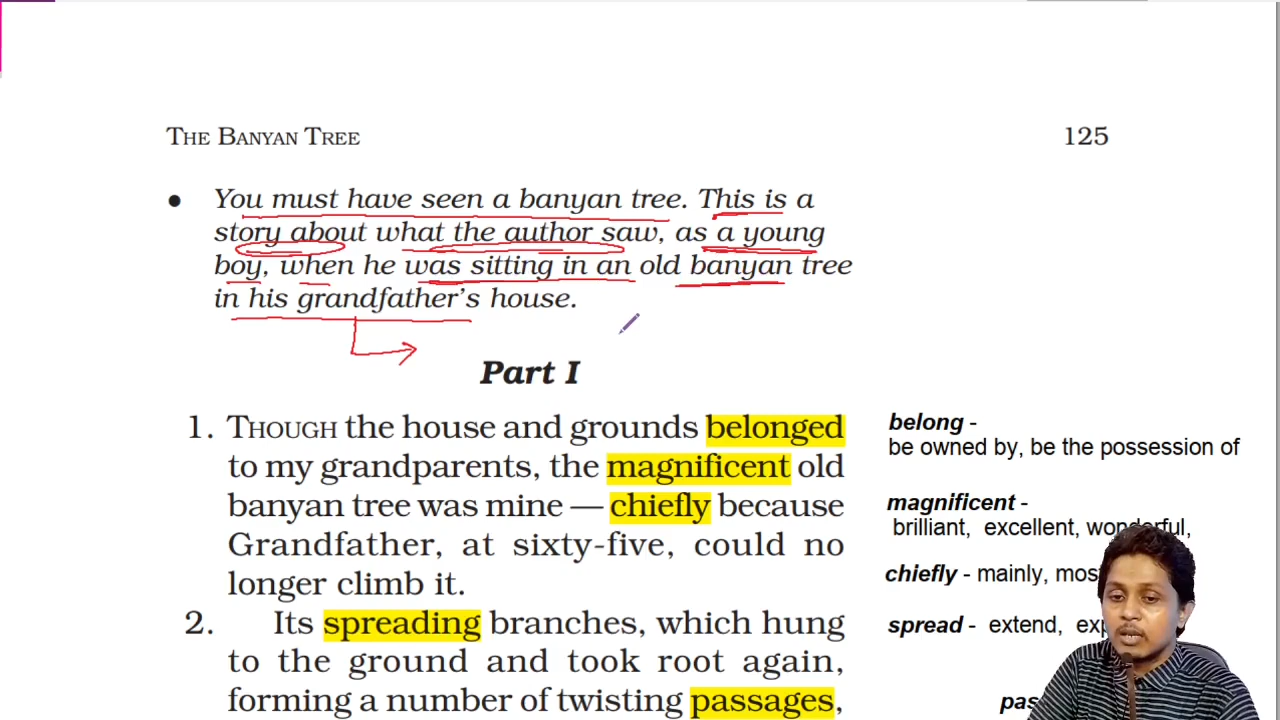 THE BANYAN TREE 125
• You must have seen a banyan tree. This is a
story about what the author saw, as a young
boy, when he was sitting in an old banyan tree
in his grandfather's house.
Part I
1. THOUGH the house and grounds belonged
to my grandparents, the magnificent old
banyan tree was mine — chiefly because
Grandfather, at sixty-five, could no
longer climb it.
2. Its spreading branches, which hung
to the ground and took root again,
forming a number of twisting passages,
belong -
be owned by, be the possession of
magnificent -
brilliant, excellent, wonderful,
chiefly - mainly,
spread - extend,